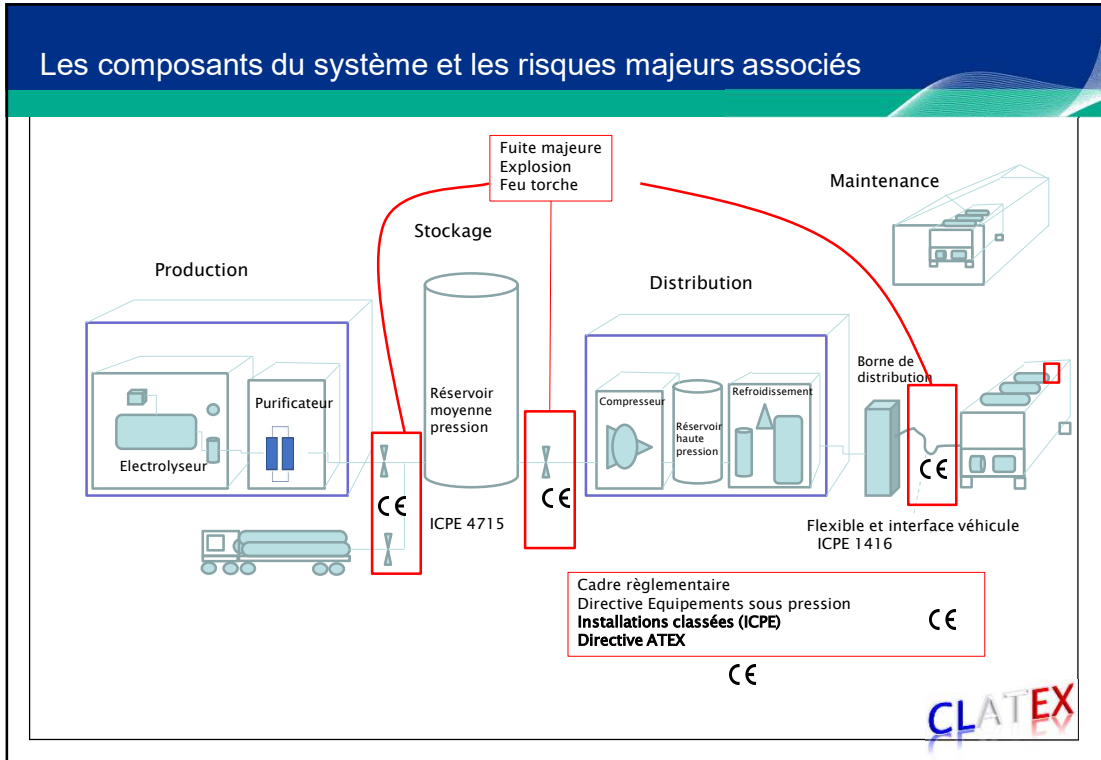 Les composants du système et les risques majeurs associés
Fuite majeure
Explosion
Feu torche
Maintenance
Stockage
Production
Distribution
Borne de
distribution
Purificateur
Electrolyseur
Réservoir
moyenne
pression
Compresseur
Réservoir
haute
pression
Refroidissement
CE
CE
CE
ICPE 4715
Flexible et interface véhicule
ICPE 1416
Cadre règlementaire
Directive Equipements sous pression
Installations classées (ICPE)
Directive ATEX
CE
CE
CLATEX